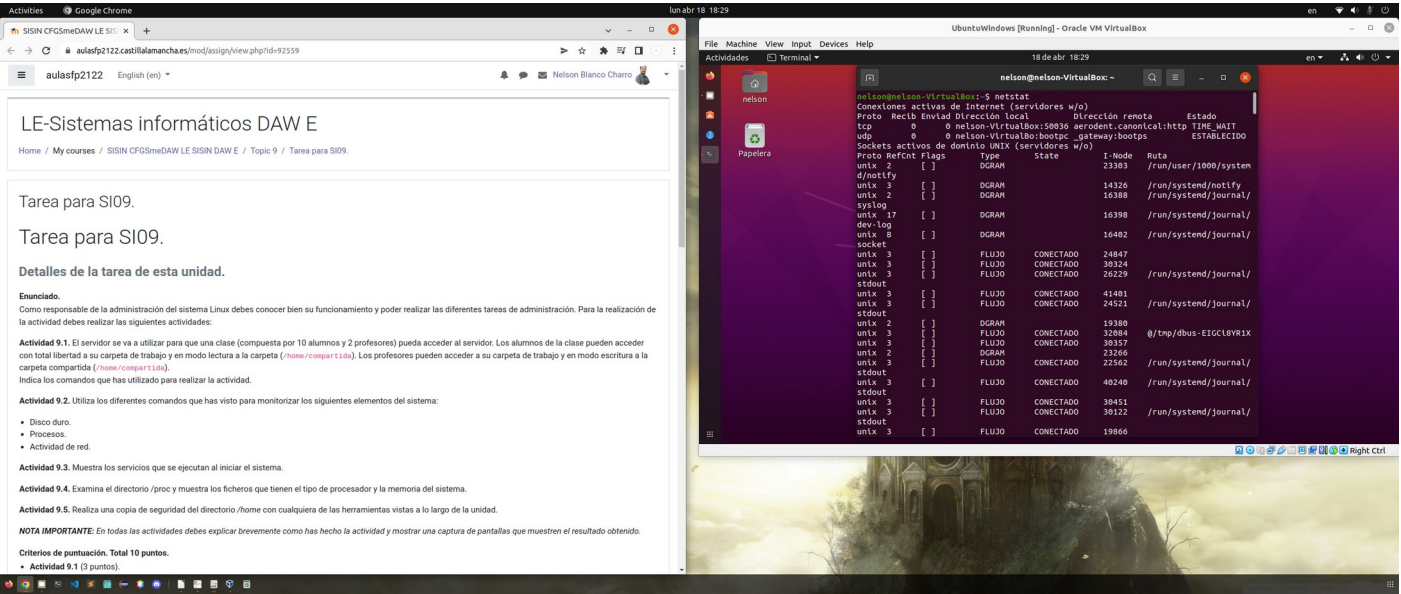 Activities Google Chrome lun abr 18 18:29 en
SISIN CFGSmeDAW LE SIS
aulasfp2122.castillalamancha.es/mod/assign/view.php?id=92559
aulasfp2122 English (en) Nelson Blanco Charro
LE-Sistemas informáticos DAW E
Home / My courses / SISIN CFGSmeDAW LE SISIN DAW E / Topic 9 / Tarea para SI09.
Tarea para SI09.
Tarea para SI09.
Detalles de la tarea de esta unidad.
Enunciado.
Como responsable de la administración del sistema Linux debes conocer bien su funcionamiento y poder realizar las diferentes tareas de administración. Para la realización de
la actividad debes realizar las siguientes actividades:
Actividad 9.1. El servidor se va a utilizar para que una clase (compuesta por 10 alumnos y 2 profesores) pueda acceder al servidor. Los alumnos de la clase pueden acceder
con total libertad a su carpeta de trabajo y en modo lectura a la carpeta (/home/compartida). Los profesores pueden acceder a su carpeta de trabajo y en modo escritura a la
carpeta compartida (/home/compartida).
Indica los comandos que has utilizado para realizar la actividad.
Actividad 9.2. Utiliza los diferentes comandos que has visto para monitorizar los siguientes elementos del sistema:
• Disco duro.
• Procesos.
• Actividad de red.
Actividad 9.3. Muestra los servicios que se ejecutan al iniciar el sistema.
Actividad 9.4. Examina el directorio /proc y muestra los ficheros que tienen el tipo de procesador y la memoria del sistema.
Actividad 9.5. Realiza una copia de seguridad del directorio /home con cualquiera de las herramientas vistas a lo largo de la unidad.
NOTA IMPORTANTE: En todas las actividades debes explicar brevemente como has hecho la actividad y mostrar una captura de pantallas que muestren el resultado obtenido.
Criterios de puntuación. Total 10 puntos.
• Actividad 9.1 (3 puntos).
UbuntuWindows [Running] - Oracle VM VirtualBox
File Machine View Input Devices Help
Actividades Terminal 18 de abr 18:29 en
nelson
Papelera
nelson@nelson-VirtualBox: ~
nelson@nelson-VirtualBox:~$ netstat
Conexiones activas de Internet (servidores w/o)
Proto Recib Enviad Dirección local Dirección remota Estado
tcp 0 0 nelson-VirtualBox:50036 aerodent.canonical:http TIME_WAIT
udp 0 0 nelson-VirtualBo:bootpc _gateway:bootps ESTABLECIDO
Sockets activos de dominio UNIX (servidores w/o)
Proto RefCnt Flags Type State I-Node Ruta
unix 2 [ ] DGRAM 23303 /run/user/1000/system
d/notify
unix 3 [ ] DGRAM 14326 /run/systemd/notify
unix 2 [ ] DGRAM 16388 /run/systemd/journal/
syslog
unix 17 [ ] DGRAM 16398 /run/systemd/journal/
dev-log
unix 8 [ ] DGRAM 16402 /run/systemd/journal/
socket
unix 3 [ ] FLUJO CONECTADO 24847
unix 3 [ ] FLUJO CONECTADO 30324
unix 3 [ ] FLUJO CONECTADO 26229 /run/systemd/journal/
stdout
unix 3 [ ] FLUJO CONECTADO 41401
unix 3 [ ] FLUJO CONECTADO 24521 /run/systemd/journal/
stdout
unix 2 [ ] DGRAM 19380
unix 3 [ ] FLUJO CONECTADO 32084 @/tmp/dbus-EIGCl8YR1X
unix 3 [ ] FLUJO CONECTADO 30357
unix 2 [ ] DGRAM 23266
unix 3 [ ] FLUJO CONECTADO 22562 /run/systemd/journal/
stdout
unix 3 [ ] FLUJO CONECTADO 40240 /run/systemd/journal/
stdout
unix 3 [ ] FLUJO CONECTADO 30451
unix 3 [ ] FLUJO CONECTADO 30122 /run/systemd/journal/
stdout
unix 3 [ ] FLUJO CONECTADO 19866
Right Ctrl